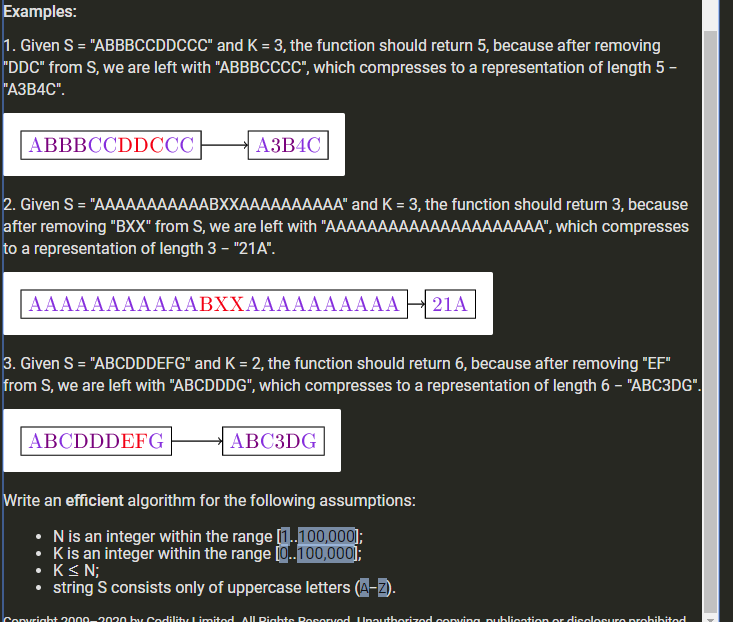 Examples:
1. Given S = "ABBBCCDDCCC" and K = 3, the function should return 5, because after removing
"DDC" from S, we are left with "ABBBCCCC", which compresses to a representation of length 5 −
"A3B4C".
ABBBCCDDCCC A3B4C
2. Given S = "AAAAAAAAAAABXXAAAAAAAAAA" and K = 3, the function should return 3, because
after removing "BXX" from S, we are left with "AAAAAAAAAAAAAAAAAAAAA", which compresses
to a representation of length 3 − "21A".
AAAAAAAAAAABXXAAAAAAAAAA 21A
3. Given S = "ABCDDDEFG" and K = 2, the function should return 6, because after removing "EF"
from S, we are left with "ABCDDDG", which compresses to a representation of length 6 − "ABC3DG".
ABCDDDEFG ABC3DG
Write an efficient algorithm for the following assumptions:
• N is an integer within the range [1..100,000];
• K is an integer within the range [0..100,000];
• K ≤ N;
• string S consists only of uppercase letters (A−Z).
Copyright 2009–2020 by Codility Limited. All Rights Reserved. Unauthorized copying, publication or disclosure prohibited.